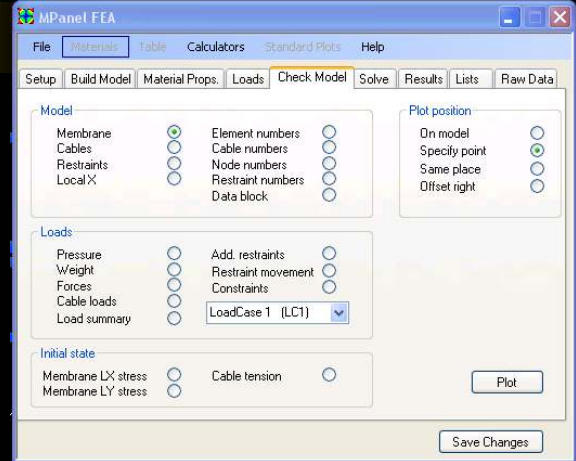 MPanel FEA
File Materials Table Calculators Standard Plots Help
Setup Build Model Material Props. Loads Check Model Solve Results Lists Raw Data
Model
Membrane
Cables
Restraints
Local X
Element numbers
Cable numbers
Node numbers
Restraint numbers
Data block
Plot position
On model
Specify point
Same place
Offset right
Loads
Pressure
Weight
Forces
Cable loads
Load summary
Add. restraints
Restraint movement
Constraints
LoadCase 1 (LC1)
Initial state
Membrane LX stress
Membrane LY stress
Cable tension
Plot
Save Changes